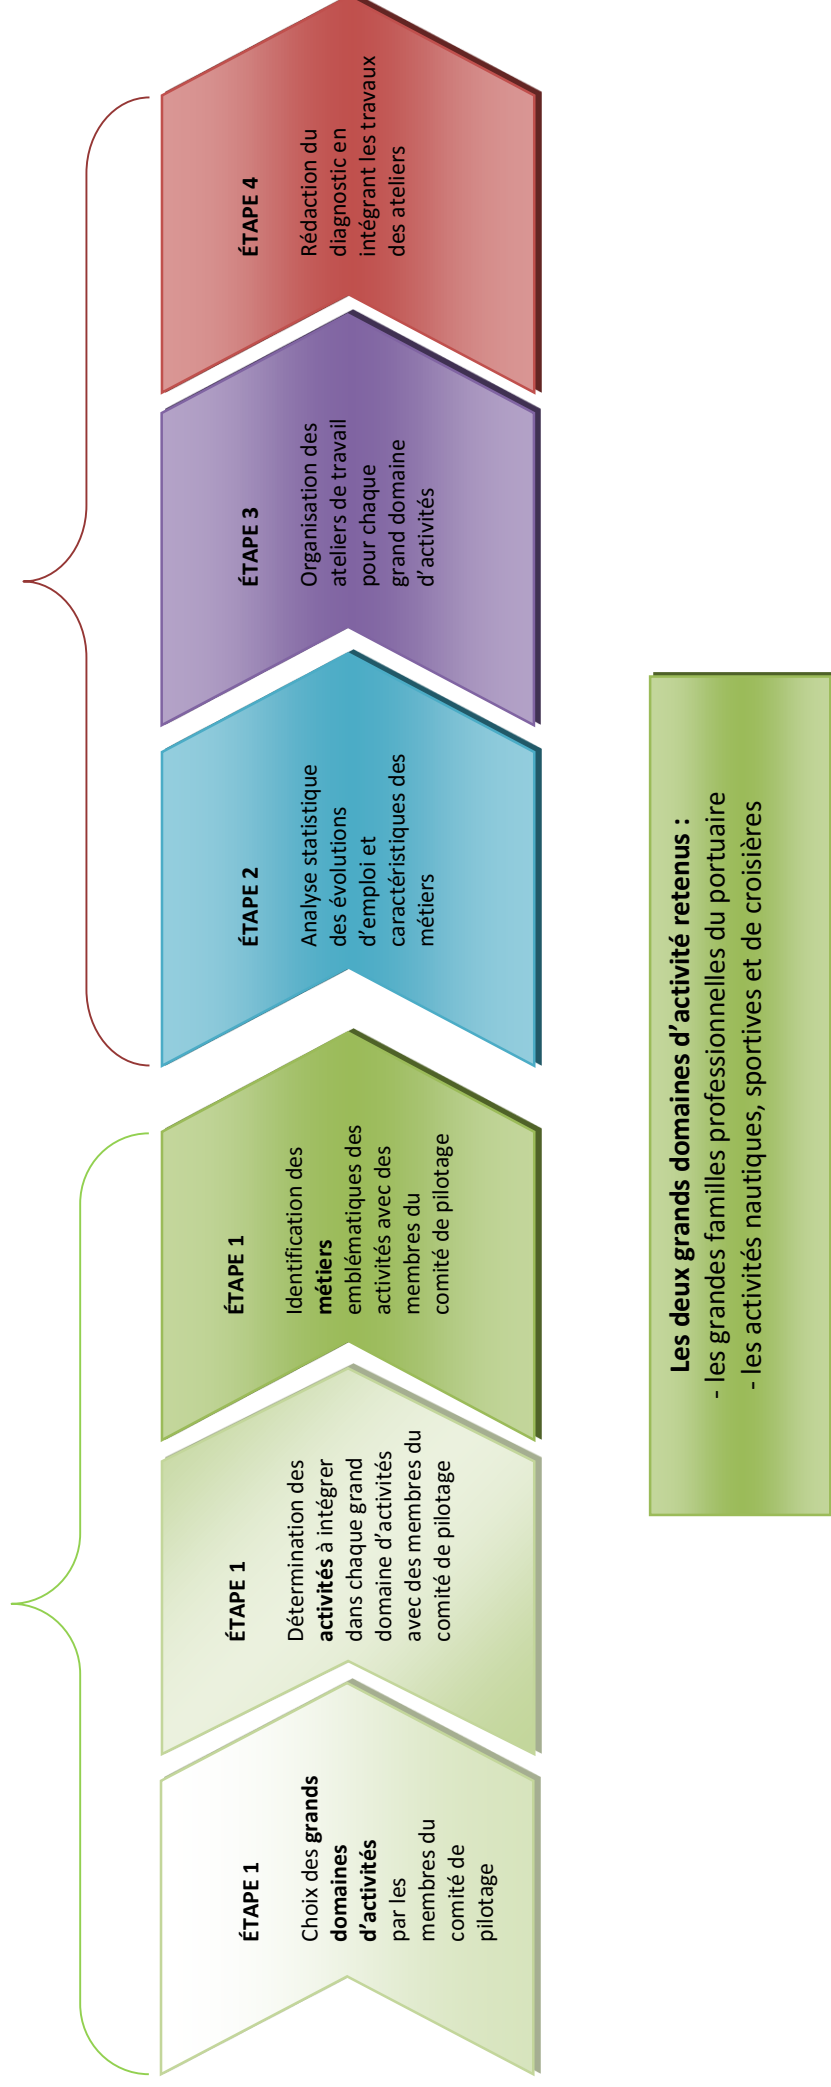 ÉTAPE 1
Choix des grands
domaines
d’activités
par les
membres du
comité de
pilotage
ÉTAPE 1
Détermination des
activités à intégrer
dans chaque grand
domaine d’activités
avec des membres du
comité de pilotage
ÉTAPE 1
Identification des
métiers
emblématiques des
activités avec des
membres du
comité de pilotage
ÉTAPE 2
Analyse statistique
des évolutions
d’emploi et
caractéristiques des
métiers
ÉTAPE 3
Organisation des
ateliers de travail
pour chaque
grand domaine
d’activités
ÉTAPE 4
Rédaction du
diagnostic en
intégrant les travaux
des ateliers
Les deux grands domaines d’activité retenus :
- les grandes familles professionnelles du portuaire
- les activités nautiques, sportives et de croisières